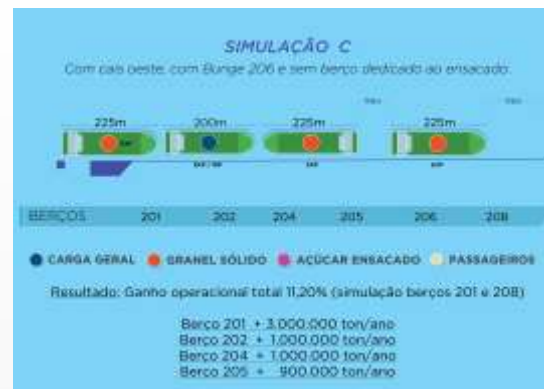 SIMULAÇÃO C
Com cais oeste, com Bunge 206 e sem berço dedicado ao ensacado.
225m 200m 225m 225m
BERÇOS 201 202 204 205 206 208
CARGA GERAL GRANEL SÓLIDO AÇÚCAR ENSACADO PASSAGEIROS
Resultado: Ganho operacional total 11,20% (simulação berços 201 e 208)
Berço 201 + 3.000.000 ton/ano
Berco 202 + 1.000.000 ton/ano
Berco 204 + 1.000.000 ton/ano
Berco 205 + 900.000 ton/ano